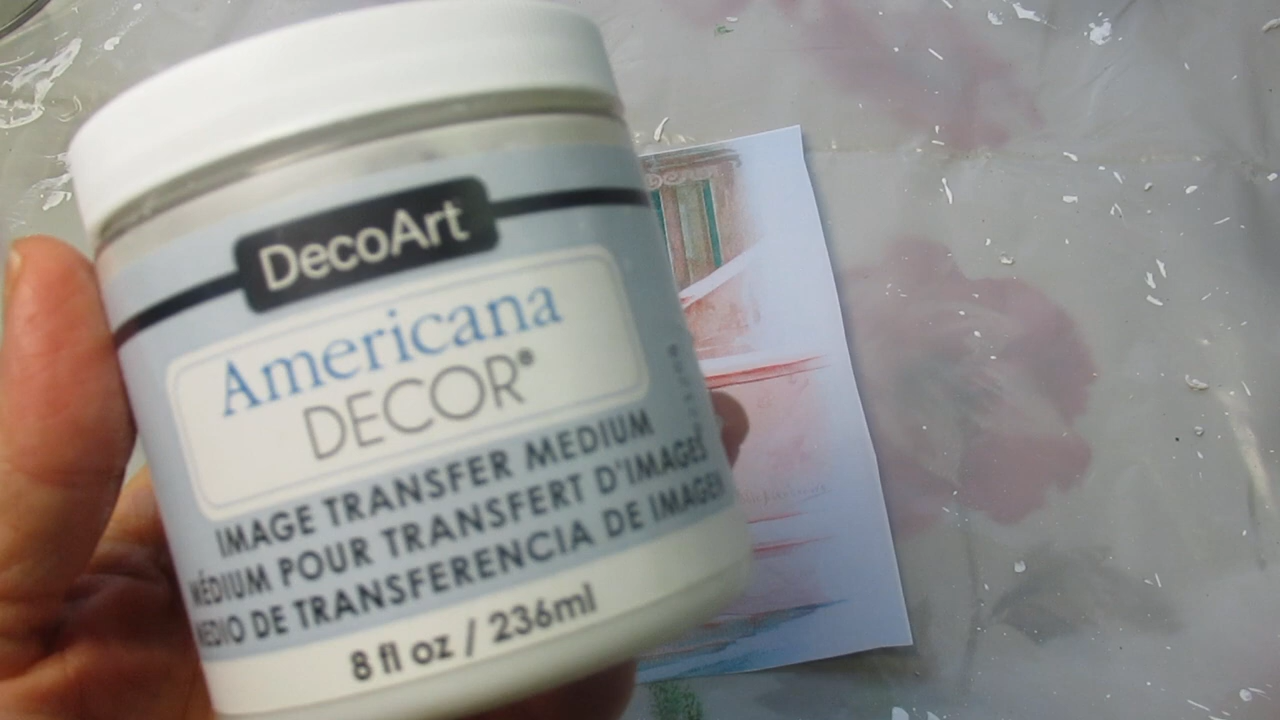 DecoArt
Americana
DECOR®
IMAGE TRANSFER MEDIUM
MÉDIUM POUR TRANSFERT D'IMAGES
MEDIO DE TRANSFERENCIA DE IMAGEN
8 fl oz / 236ml